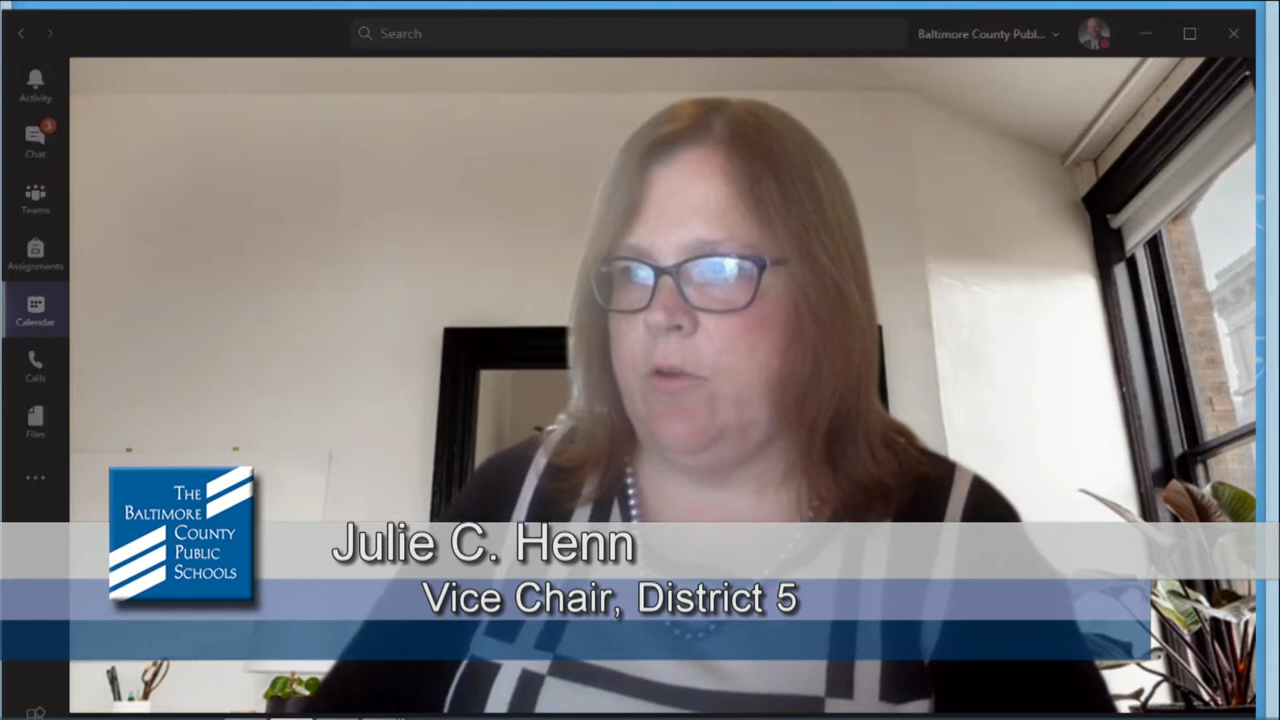 Search
Baltimore County Publ...
Activity
3
Chat
Teams
Assignments
Calendar
Calls
Files
THE
BALTIMORE
COUNTY
PUBLIC
SCHOOLS
Julie C. Henn
Vice Chair, District 5